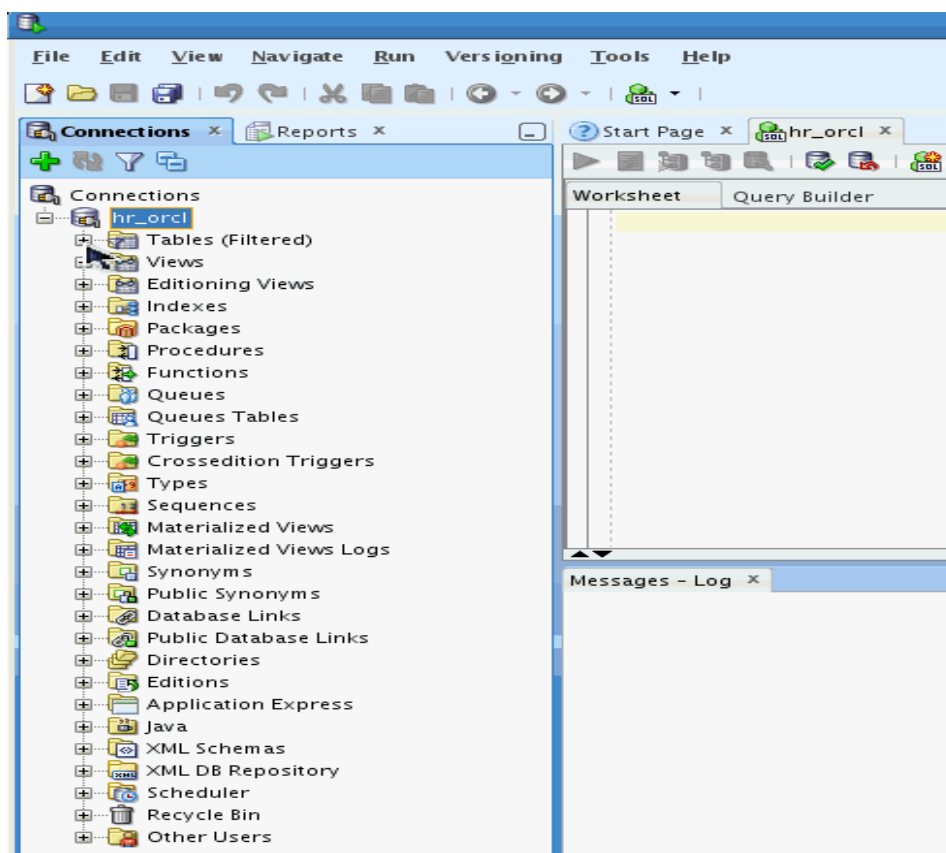 File Edit View Navigate Run Versioning Tools Help
SQL
Connections × Reports ×
Start Page × hr_orcl ×
Connections
hr_orcl
Tables (Filtered)
Views
Editioning Views
Indexes
Packages
Procedures
Functions
Queues
Queues Tables
Triggers
Crossedition Triggers
Types
Sequences
Materialized Views
Materialized Views Logs
Synonyms
Public Synonyms
Database Links
Public Database Links
Directories
Editions
Application Express
Java
XML Schemas
XML DB Repository
Scheduler
Recycle Bin
Other Users
Worksheet Query Builder
Messages - Log ×